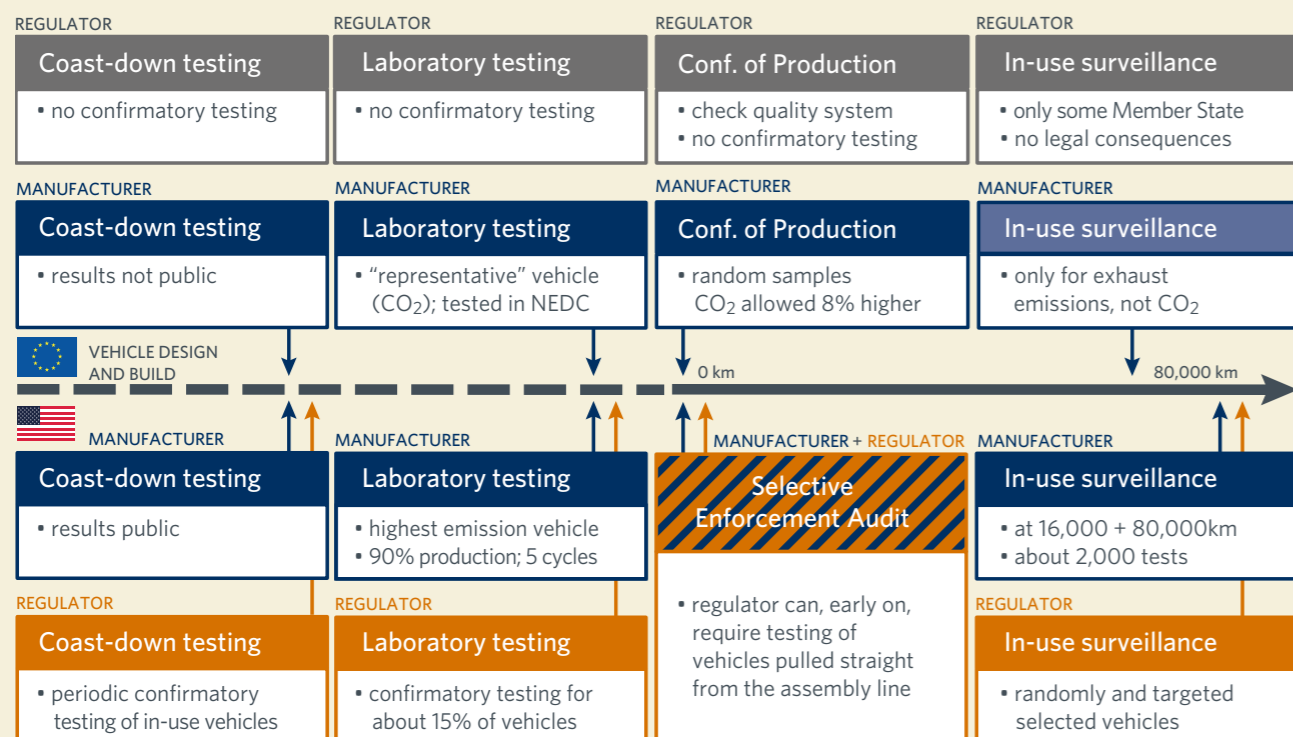 REGULATOR
Coast-down testing
• no confirmatory testing
REGULATOR
Laboratory testing
• no confirmatory testing
REGULATOR
Conf. of Production
• check quality system
• no confirmatory testing
REGULATOR
In-use surveillance
• only some Member State
• no legal consequences
MANUFACTURER
Coast-down testing
• results not public
MANUFACTURER
Laboratory testing
• “representative” vehicle
(CO₂); tested in NEDC
MANUFACTURER
Conf. of Production
• random samples
CO₂ allowed 8% higher
MANUFACTURER
In-use surveillance
• only for exhaust
emissions, not CO₂
VEHICLE DESIGN
AND BUILD
0 km
80,000 km
MANUFACTURER
Coast-down testing
• results public
MANUFACTURER
Laboratory testing
• highest emission vehicle
• 90% production; 5 cycles
MANUFACTURER + REGULATOR
Selective
Enforcement Audit
• regulator can, early on,
require testing of
vehicles pulled straight
from the assembly line
MANUFACTURER
In-use surveillance
• at 16,000 + 80,000km
• about 2,000 tests
REGULATOR
Coast-down testing
• periodic confirmatory
testing of in-use vehicles
REGULATOR
Laboratory testing
• confirmatory testing for
about 15% of vehicles
REGULATOR
In-use surveillance
• randomly and targeted
selected vehicles